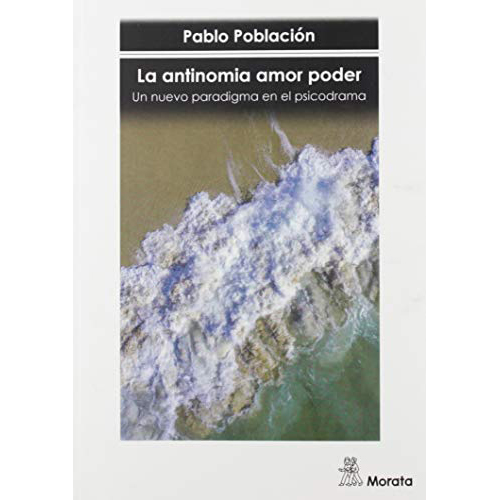 Pablo Población
La antinomia amor poder
Un nuevo paradigma en el psicodrama
Morata